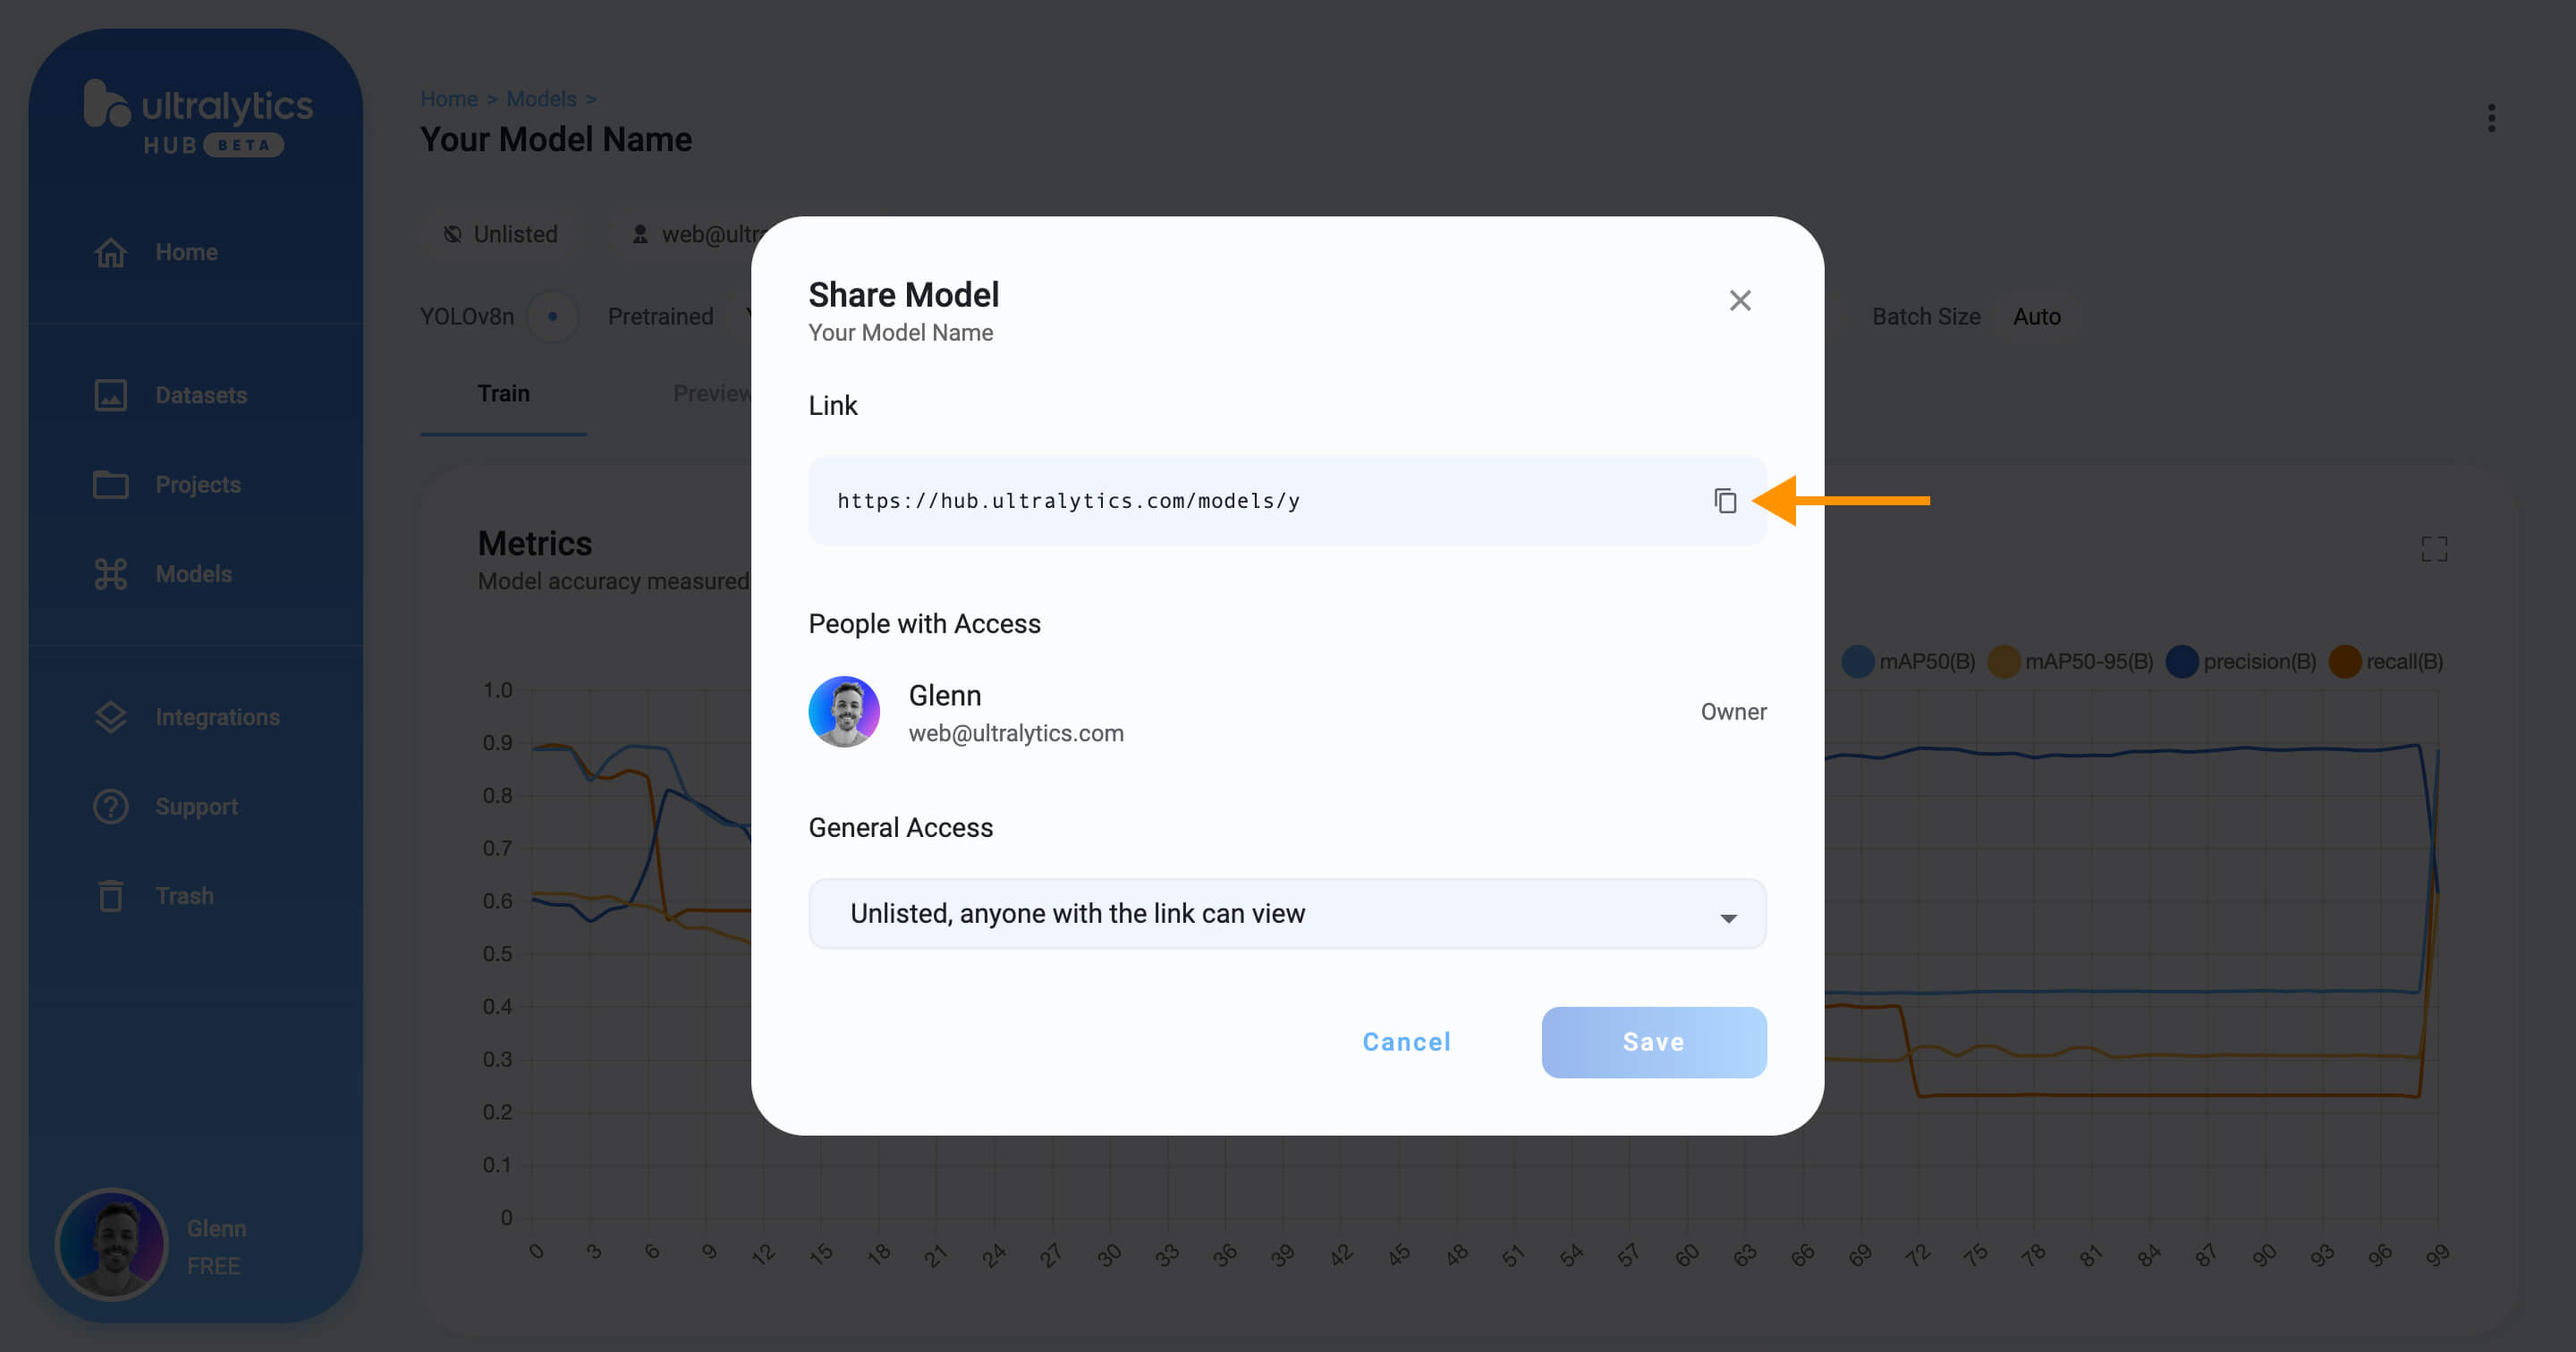 ultralytics
HUB BETA
Home
Datasets
Projects
Models
Integrations
Support
Trash
Glenn
FREE
Home > Models >
Your Model Name
Unlisted
web@ultra
YOLOv8n
Pretrained
Batch Size
Auto
Train
Preview
Metrics
Model accuracy measured
mAP50(B)
mAP50-95(B)
precision(B)
recall(B)
1.0
0.9
0.8
0.7
0.6
0.5
0.4
0.3
0.2
0.1
0
0 3 6 9 12 15 18 21 24 27 30 33 36 39 42 45 48 51 54 57 60 63 66 69 72 75 78 81 84 87 90 93 96 99
Share Model
Your Model Name
Link
https://hub.ultralytics.com/models/y
People with Access
Glenn
web@ultralytics.com
Owner
General Access
Unlisted, anyone with the link can view
Cancel
Save